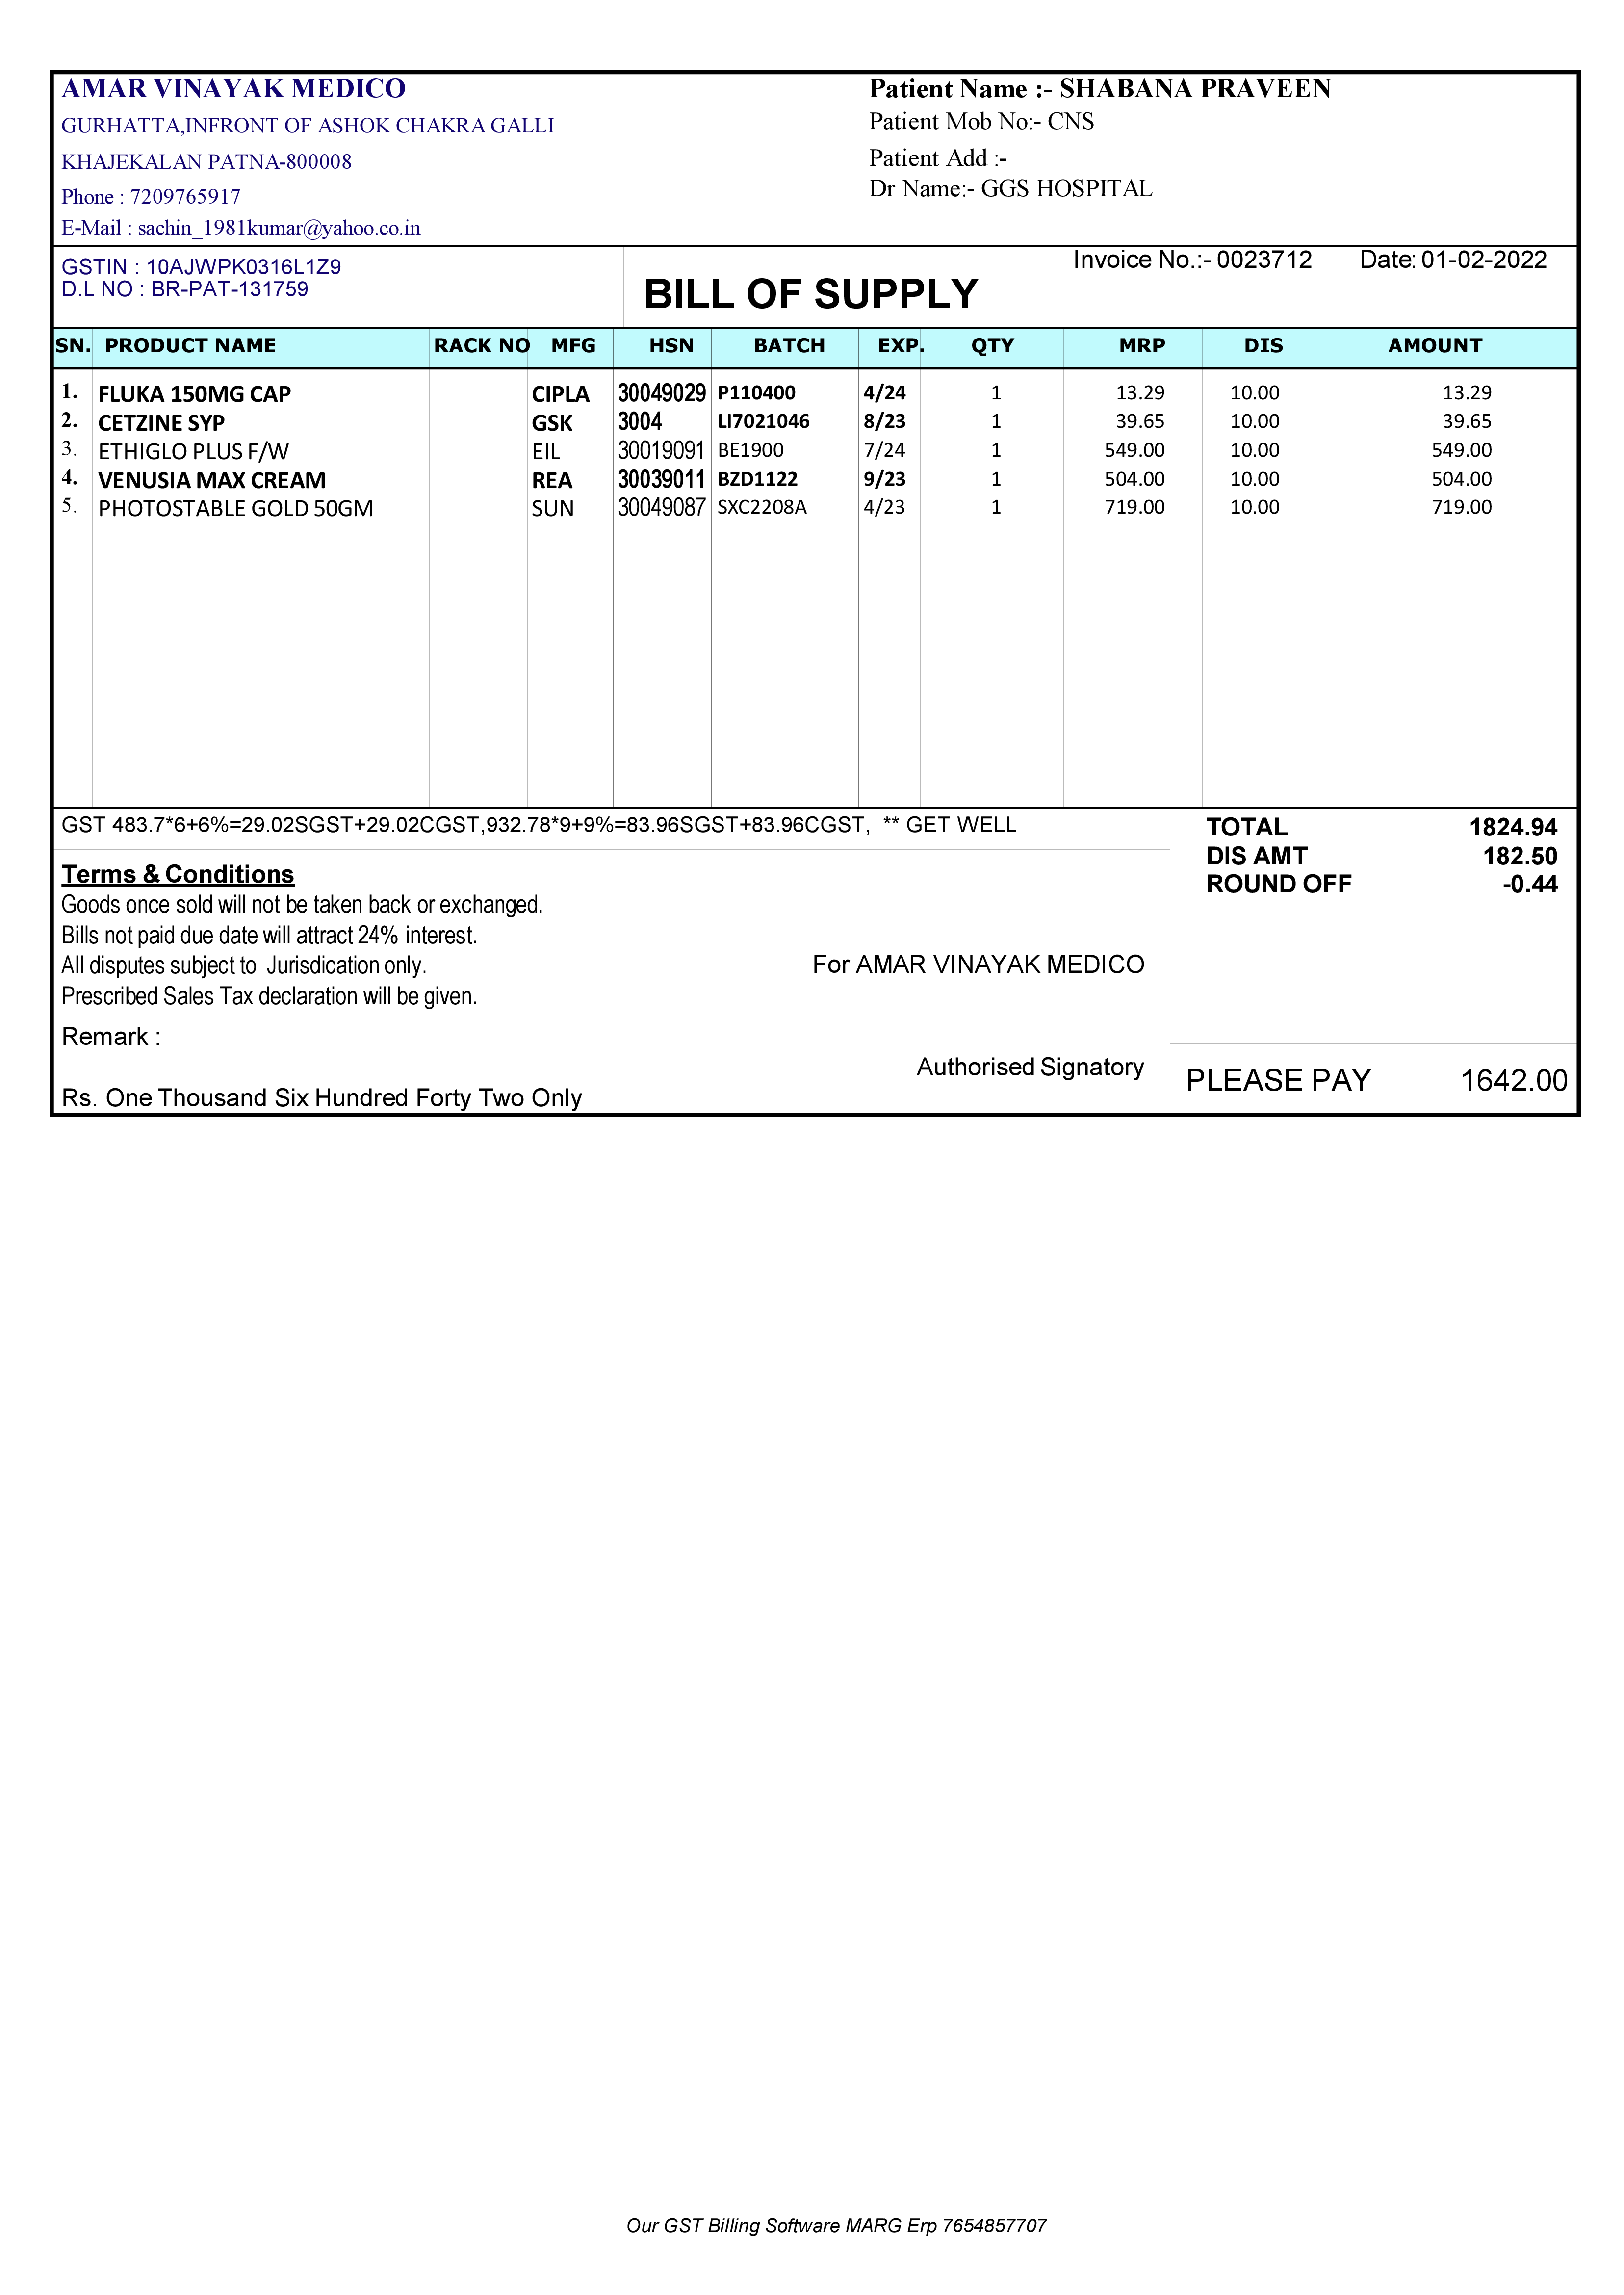 AMAR VINAYAK MEDICO
GURHATTA,INFRONT OF ASHOK CHAKRA GALLI
KHAJEKALAN PATNA-800008
Phone : 7209765917
E-Mail : sachin_1981kumar@yahoo.co.in
Patient Name :- SHABANA PRAVEEN
Patient Mob No:- CNS
Patient Add :-
Dr Name:- GGS HOSPITAL
GSTIN : 10AJWPK0316L1Z9
D.L NO : BR-PAT-131759
BILL OF SUPPLY
Invoice No.:- 0023712 Date: 01-02-2022
SN. PRODUCT NAME RACK NO MFG HSN BATCH EXP. QTY MRP DIS AMOUNT
1. FLUKA 150MG CAP CIPLA 30049029 P110400 4/24 1 13.29 10.00 13.29
2. CETZINE SYP GSK 3004 LI7021046 8/23 1 39.65 10.00 39.65
3. ETHIGLO PLUS F/W EIL 30019091 BE1900 7/24 1 549.00 10.00 549.00
4. VENUSIA MAX CREAM REA 30039011 BZD1122 9/23 1 504.00 10.00 504.00
5. PHOTOSTABLE GOLD 50GM SUN 30049087 SXC2208A 4/23 1 719.00 10.00 719.00
GST 483.7*6+6%=29.02SGST+29.02CGST,932.78*9+9%=83.96SGST+83.96CGST, ** GET WELL
TOTAL 1824.94
DIS AMT 182.50
ROUND OFF -0.44
Terms & Conditions
Goods once sold will not be taken back or exchanged.
Bills not paid due date will attract 24% interest.
All disputes subject to Jurisdication only.
Prescribed Sales Tax declaration will be given.
For AMAR VINAYAK MEDICO
Remark :
Authorised Signatory
Rs. One Thousand Six Hundred Forty Two Only
PLEASE PAY 1642.00
Our GST Billing Software MARG Erp 7654857707